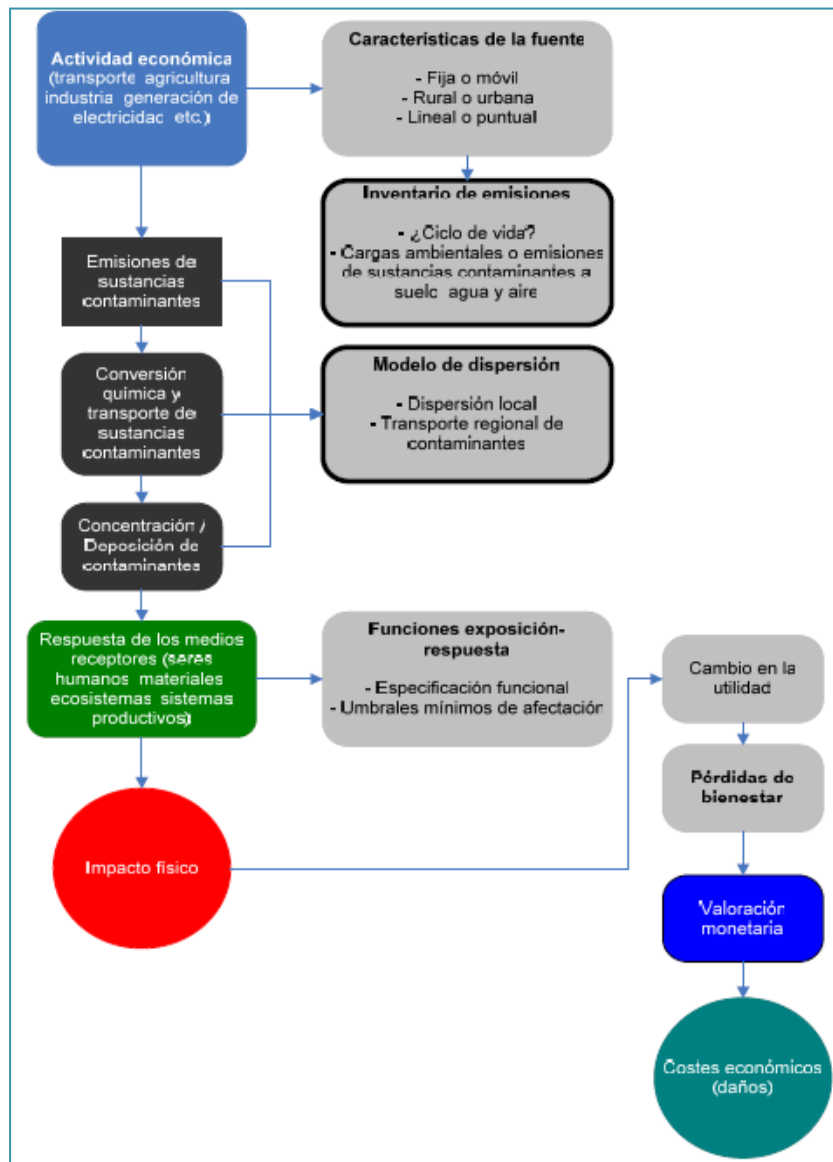 Actividad económica
(transporte agricultura
industria generación de
electricidad etc.)
Características de la fuente
- Fija o móvil
- Rural o urbana
- Lineal o puntual
Inventario de emisiones
- ¿Ciclo de vida?
- Cargas ambientales o emisiones
de sustancias contaminantes a
suelo agua y aire
Emisiones de
sustancias
contaminantes
Conversión
química y
transporte de
sustancias
contaminantes
Modelo de dispersión
- Dispersión local
- Transporte regional de
contaminantes
Concentración /
Deposición de
contaminantes
Respuesta de los medios
receptores (seres
humanos materiales
ecosistemas sistemas
productivos)
Funciones exposición-
respuesta
- Especificación funcional
- Umbrales mínimos de afectación
Cambio en la
utilidad
Pérdidas de
bienestar
Impacto físico
Valoración
monetaria
Costes económicos
(daños)